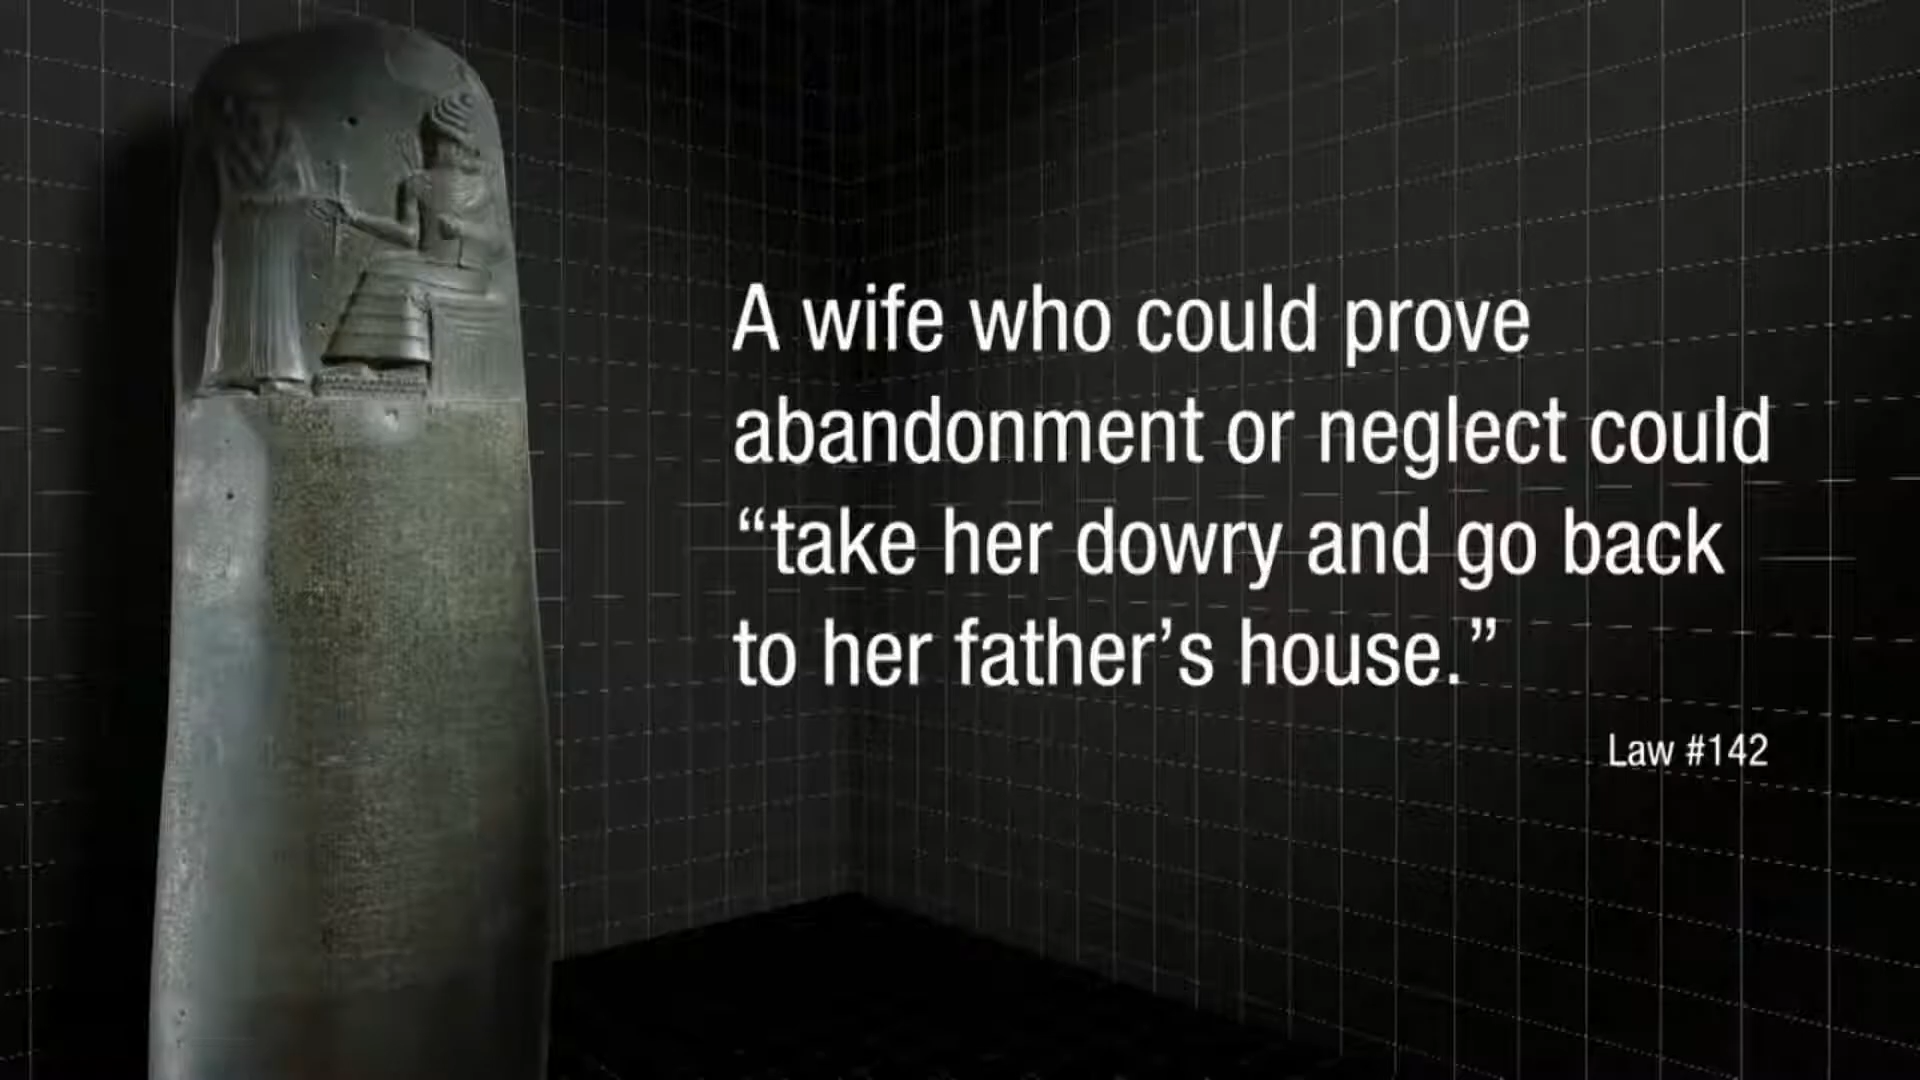 A wife who could prove
abandonment or neglect could
“take her dowry and go back
to her father’s house.”
Law #142